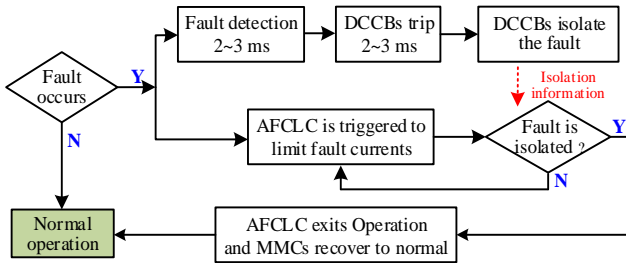 Fault detection
2~3 ms
DCCBs trip
2~3 ms
DCCBs isolate
the fault
Fault
occurs
Y
Isolation
information
N
AFCLC is triggered to
limit fault currents
Fault is
isolated ?
Y
N
Normal
operation
AFCLC exits Operation
and MMCs recover to normal